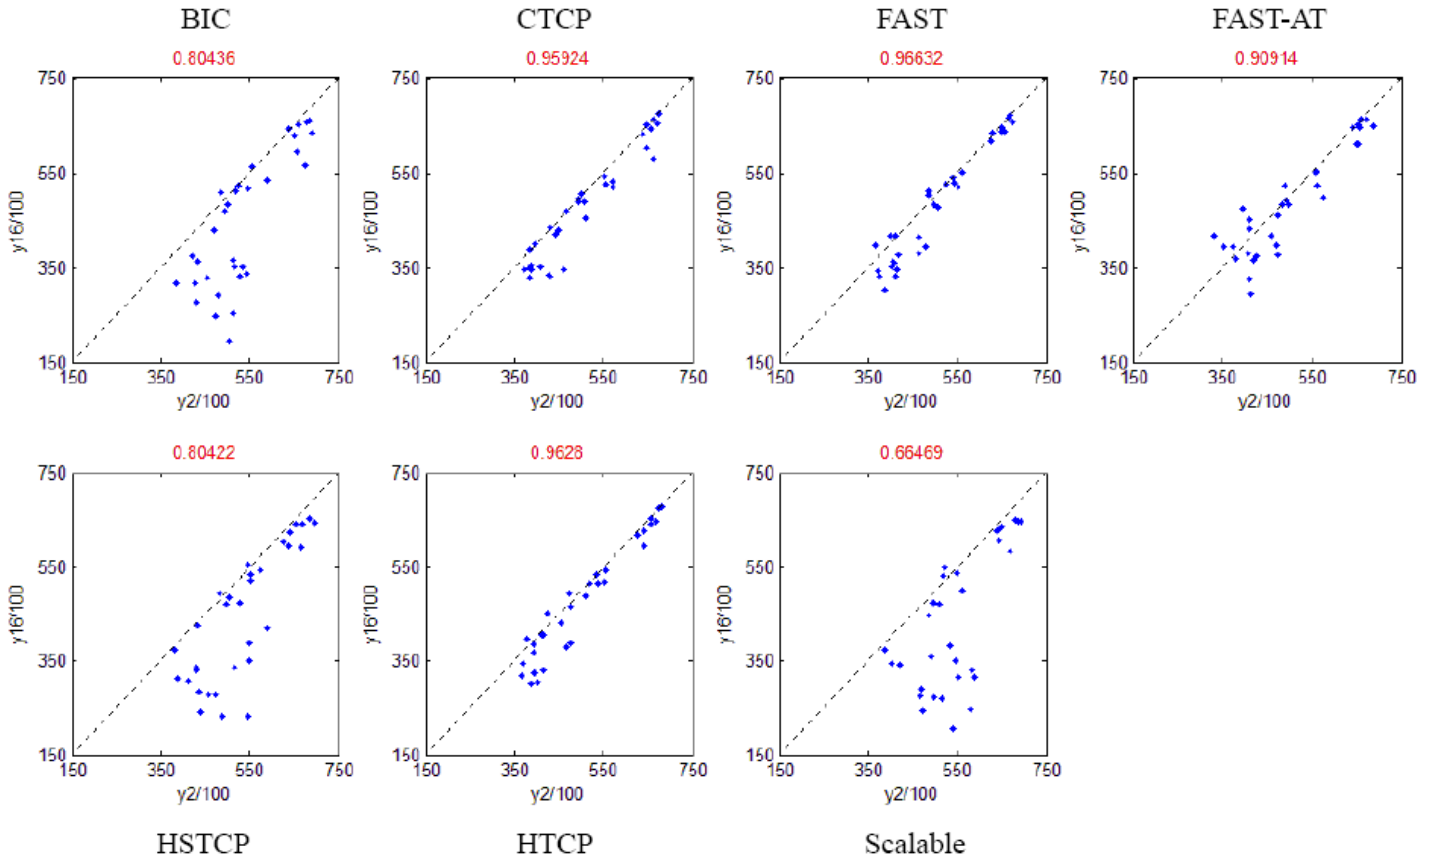 BIC CTCP FAST FAST-AT
0.80436 0.95924 0.96632 0.90914
750 750 750 750
550 550 550 550
y16/100 y16/100 y16/100 y16/100
350 350 350 350
150 150 150 150
150 350 550 750 150 350 550 750 150 350 550 750 150 350 550 750
y2/100 y2/100 y2/100 y2/100
0.80422 0.9628 0.66469
750 750 750
550 550 550
y16/100 y16/100 y16/100
350 350 350
150 150 150
150 350 550 750 150 350 550 750 150 350 550 750
y2/100 y2/100 y2/100
HSTCP HTCP Scalable